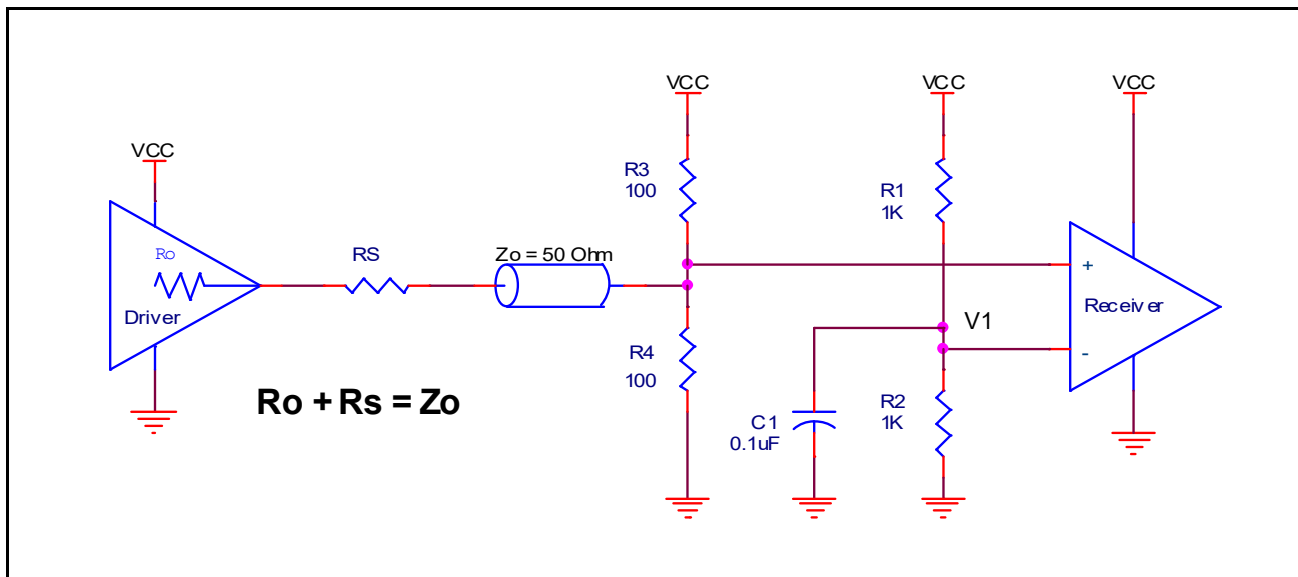 VCC
Ro
Driver
RS
Zo = 50 Ohm
VCC
R3
100
R4
100
VCC
R1
1K
V1
R2
1K
C1
0.1uF
VCC
+
Receiver
-
Ro + Rs = Zo